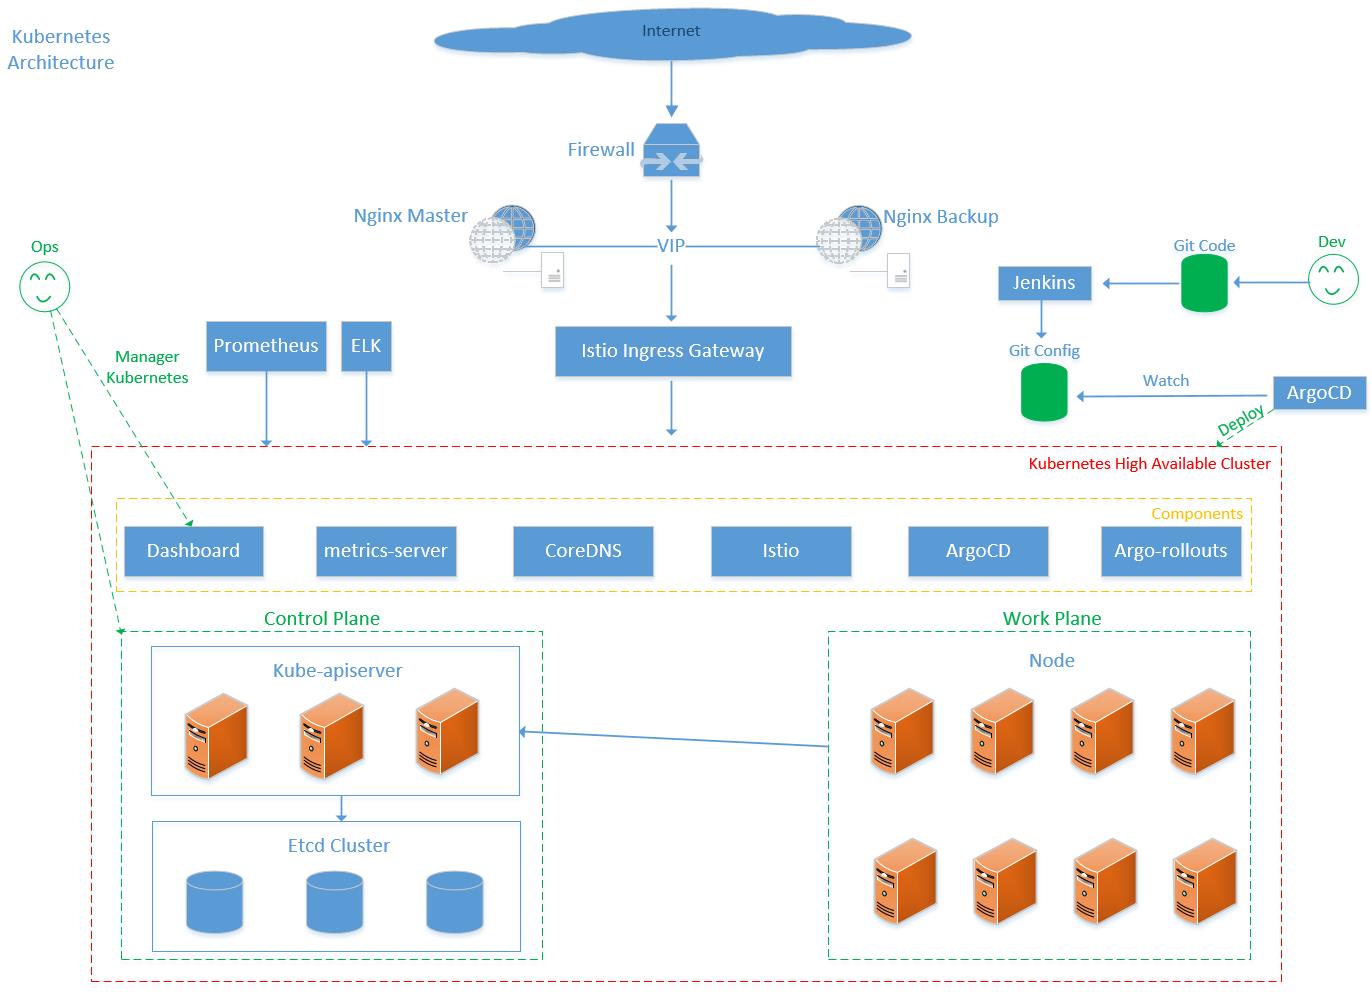 Kubernetes
Architecture
Internet
Firewall
Nginx Master
VIP
Nginx Backup
Ops
Git Code
Dev
Jenkins
Prometheus
ELK
Istio Ingress Gateway
Git Config
Manager
Kubernetes
Watch
ArgoCD
Deploy
Kubernetes High Available Cluster
Components
Dashboard
metrics-server
CoreDNS
Istio
ArgoCD
Argo-rollouts
Control Plane
Work Plane
Kube-apiserver
Node
Etcd Cluster